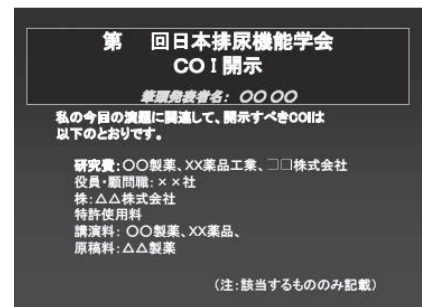 第　回日本排尿機能学会
CO I 開示
筆頭発表者名： ○○ ○○
私の今回の演題に関連して、開示すべきCOIは
以下のとおりです。
研究費：○○製薬、XX薬品工業、□□株式会社
役員・顧問職：××社
株：△△株式会社
特許使用料
講演料： ○○製薬、XX薬品、
原稿料：△△製薬
（注：該当するもののみ記載）